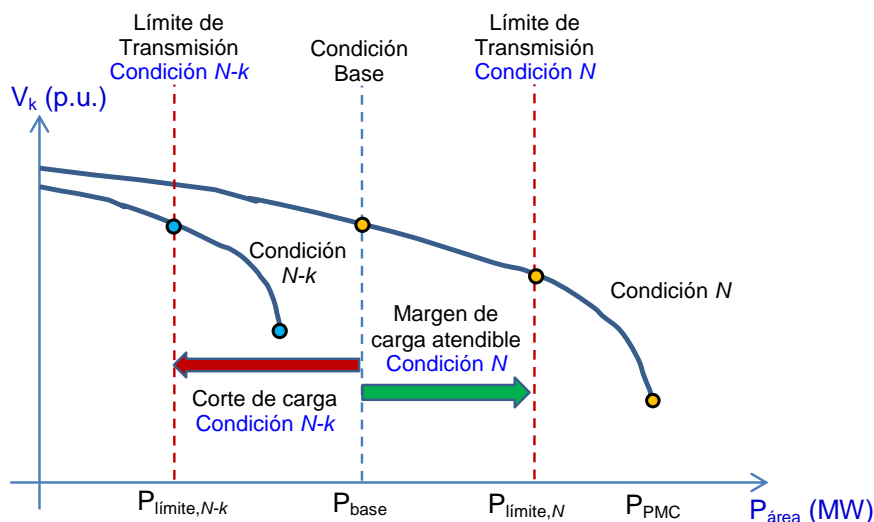 Límite de
Transmisión
Condición N-k
Condición
Base
Límite de
Transmisión
Condición N
Vk (p.u.)
Condición
N-k
Condición N
Margen de
carga atendible
Condición N
Corte de carga
Condición N-k
Plímite,N-k
Pbase
Plímite,N
PPMC
Párea (MW)